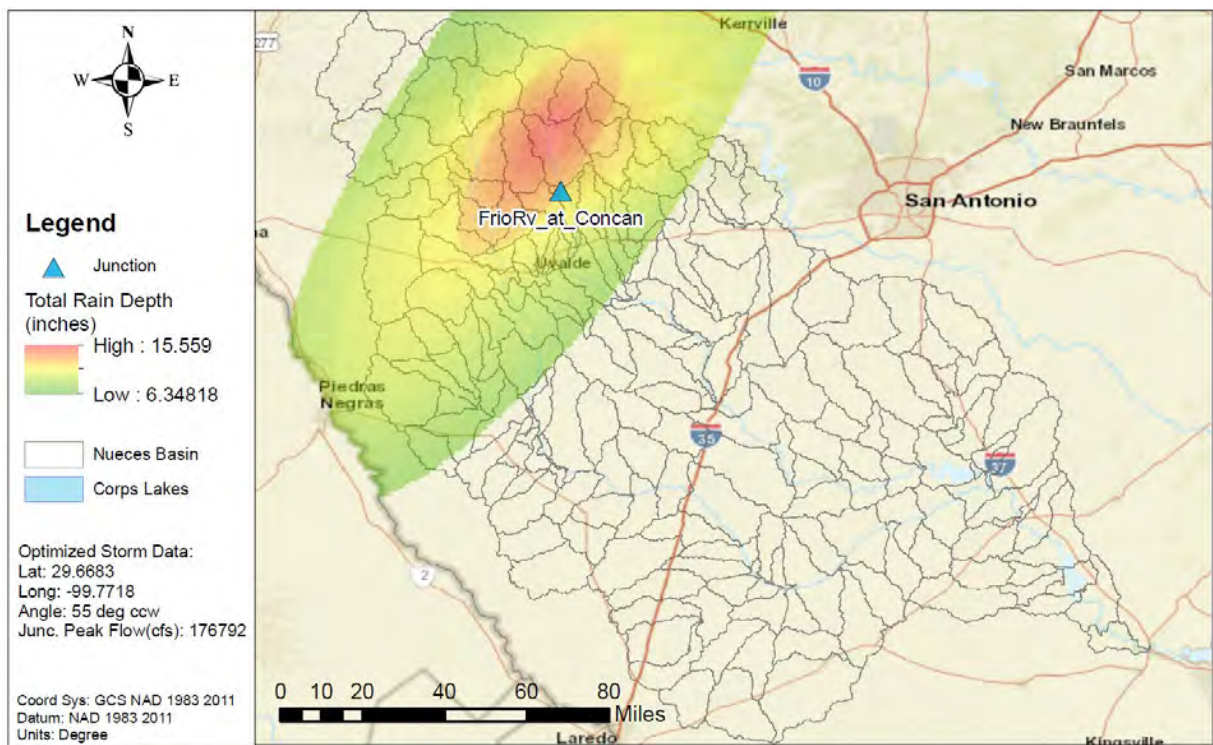 N
W
E
S
Legend
Junction
Total Rain Depth
(inches)
High : 15.559
Low : 6.34818
Nueces Basin
Corps Lakes
Optimized Storm Data:
Lat: 29.6683
Long: -99.7718
Angle: 55 deg ccw
Junc. Peak Flow(cfs): 176792
Coord Sys: GCS NAD 1983 2011
Datum: NAD 1983 2011
Units: Degree
277
Kerrville
10
San Marcos
New Braunfels
San Antonio
FrioRv_at_Concan
na
Uvalde
Piedras
Negras
35
37
2
0 10 20 40 60 80
Miles
Laredo
Kingsville